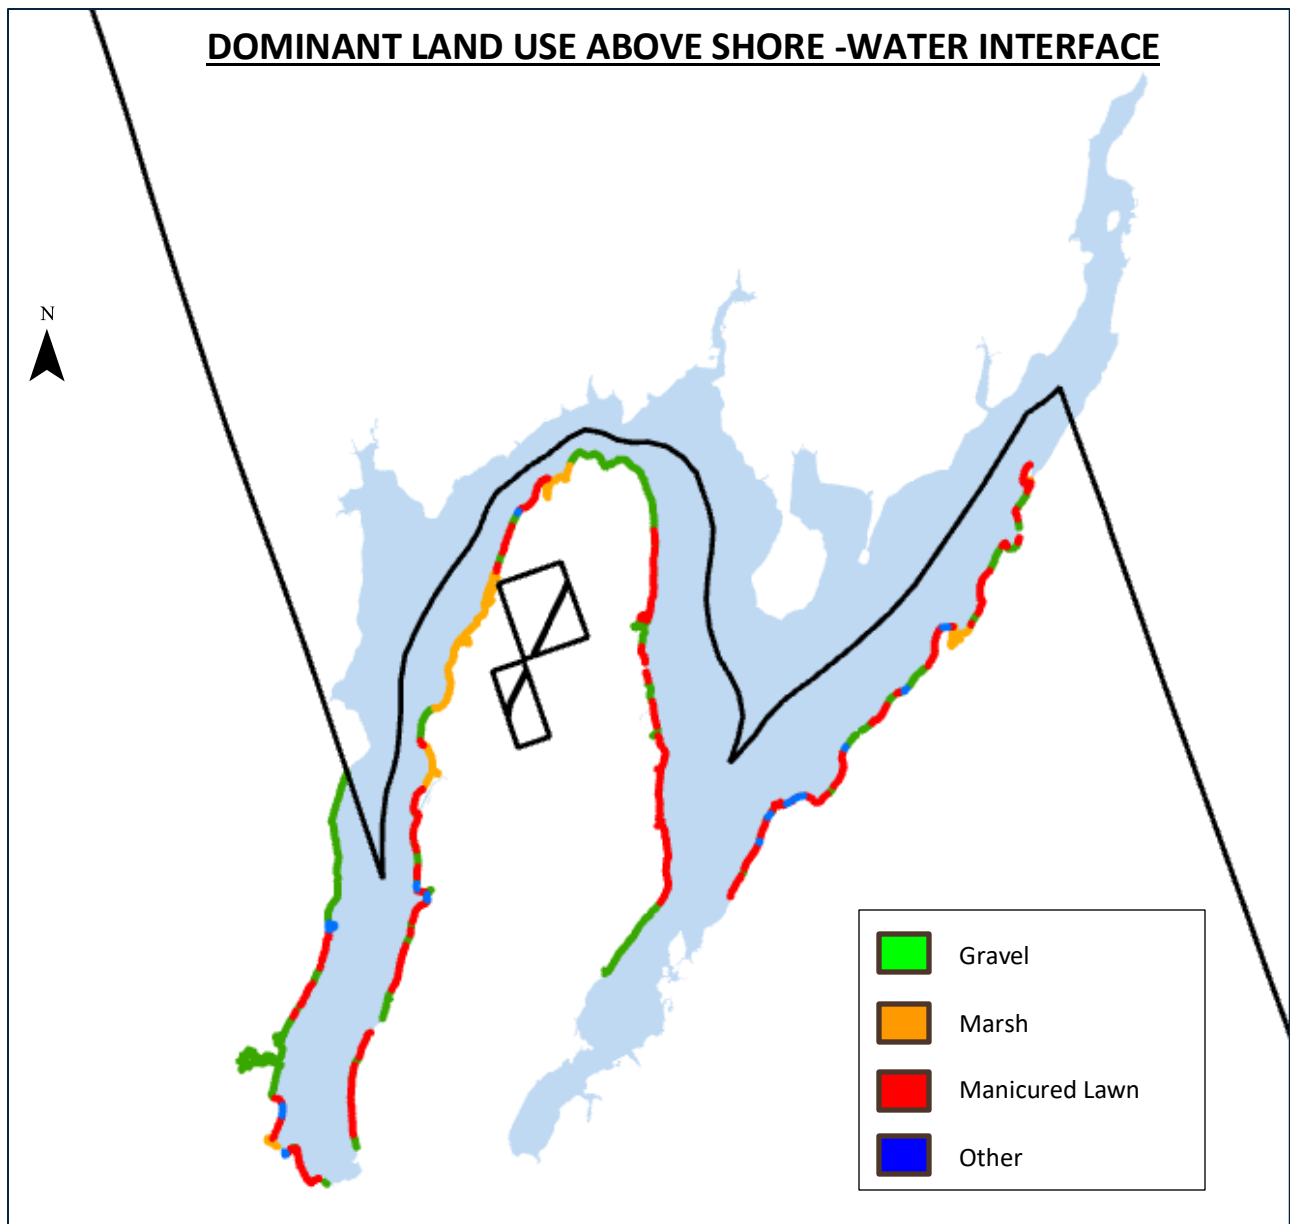 DOMINANT LAND USE ABOVE SHORE -WATER INTERFACE
N
Gravel
Marsh
Manicured Lawn
Other